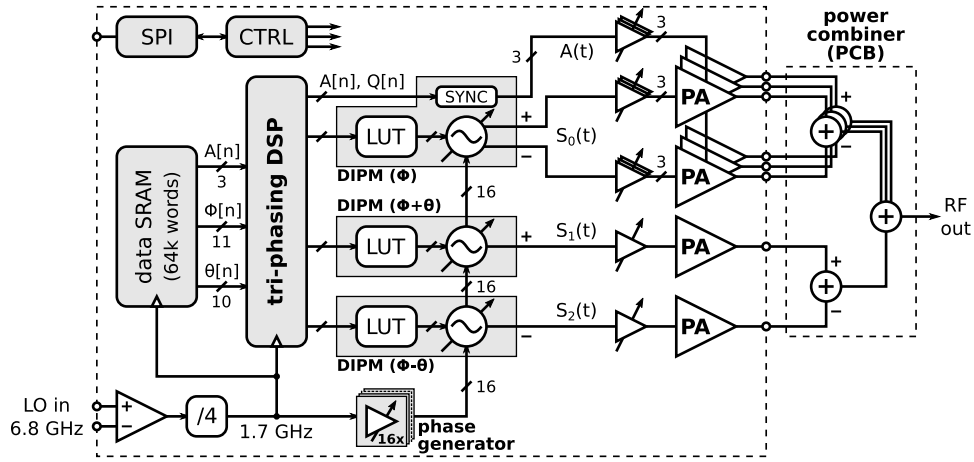 SPI
CTRL
3
A(t)
3
power
combiner
(PCB)
A[n], Q[n]
SYNC
3
PA
+
LUT
+
S₀(t)
−
+
−
DIPM (Φ)
3
PA
16
data SRAM
(64k words)
A[n]
3
Φ[n]
11
θ[n]
10
tri-phasing DSP
DIPM (Φ+θ)
LUT
+
S₁(t)
PA
16
+
RF
out
LUT
−
S₂(t)
PA
+
+
−
DIPM (Φ-θ)
16
LO in
6.8 GHz
+
−
/4
1.7 GHz
16x
phase
generator